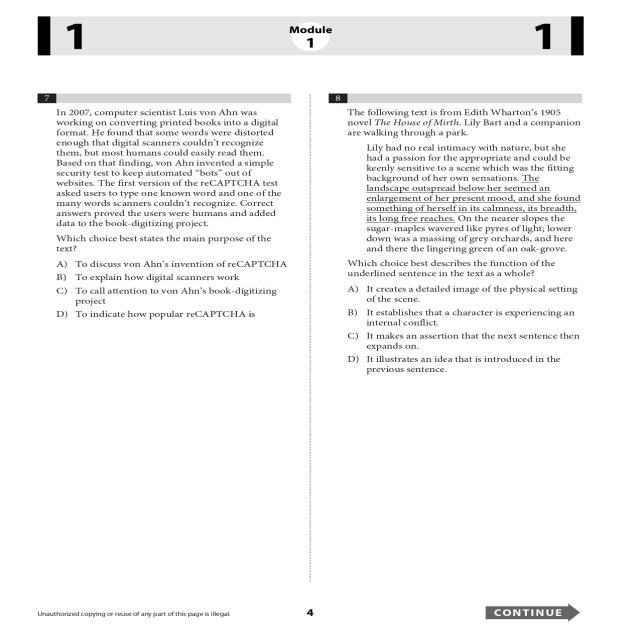 1
Module
1
1
7
In 2007, computer scientist Luis von Ahn was
working on converting printed books into a digital
format. He found that some words were distorted
enough that digital scanners couldn't recognize
them, but most humans could easily read them.
Based on that finding, von Ahn invented a simple
security test to keep automated “bots” out of
websites. The first version of the reCAPTCHA test
asked users to type one known word and one of the
many words scanners couldn't recognize. Correct
answers proved the users were humans and added
data to the book-digitizing project.
Which choice best states the main purpose of the
text?
A) To discuss von Ahn's invention of reCAPTCHA
B) To explain how digital scanners work
C) To call attention to von Ahn's book-digitizing
project
D) To indicate how popular reCAPTCHA is
8
The following text is from Edith Wharton's 1905
novel The House of Mirth. Lily Bart and a companion
are walking through a park.
Lily had no real intimacy with nature, but she
had a passion for the appropriate and could be
keenly sensitive to a scene which was the fitting
background of her own sensations. The
landscape outspread below her seemed an
enlargement of her present mood, and she found
something of herself in its calmness, its breadth,
its long free reaches. On the nearer slopes the
sugar-maples wavered like pyres of light; lower
down was a massing of grey orchards, and here
and there the lingering green of an oak-grove.
Which choice best describes the function of the
underlined sentence in the text as a whole?
A) It creates a detailed image of the physical setting
of the scene.
B) It establishes that a character is experiencing an
internal conflict.
C) It makes an assertion that the next sentence then
expands on.
D) It illustrates an idea that is introduced in the
previous sentence.
Unauthorized copying or reuse of any part of this page is illegal.
4
CONTINUE